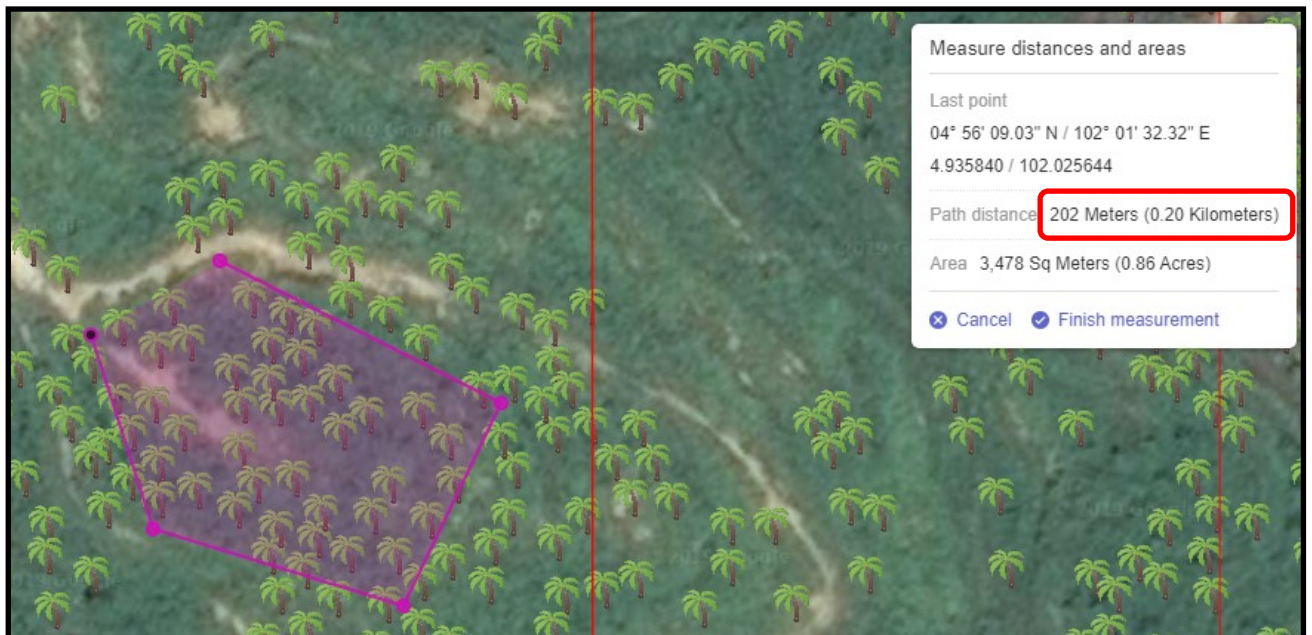 Measure distances and areas
Last point
04° 56' 09.03" N / 102° 01' 32.32" E
4.935840 / 102.025644
Path distance 202 Meters (0.20 Kilometers)
Area 3,478 Sq Meters (0.86 Acres)
Cancel Finish measurement